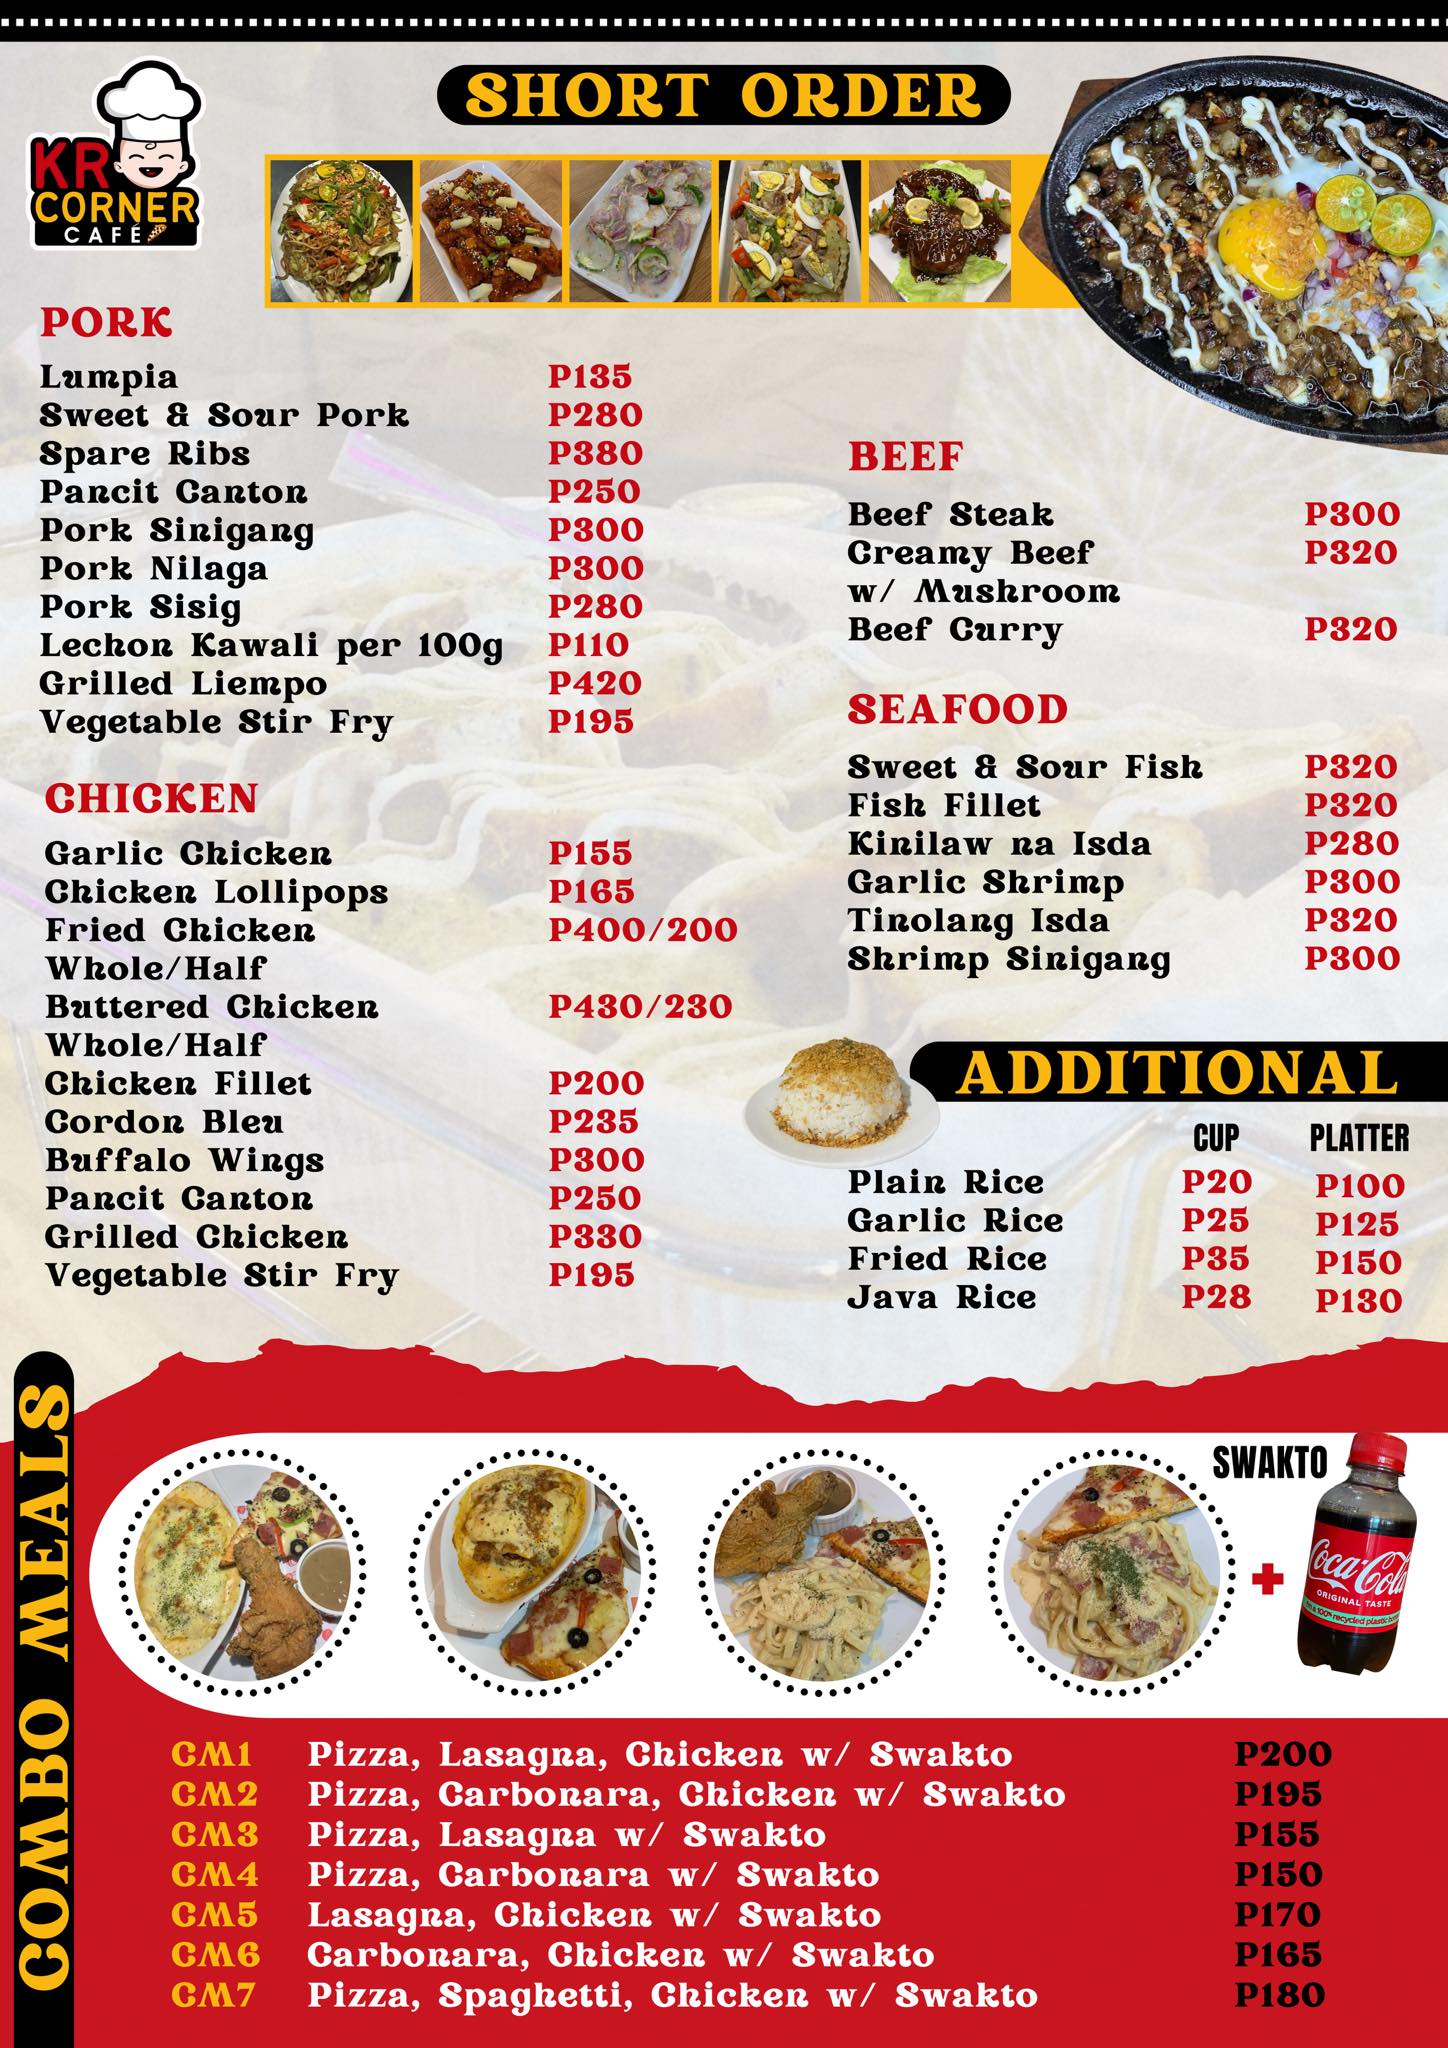 KR
CORNER
CAFÉ
SHORT ORDER
PORK
Lumpia P135
Sweet & Sour Pork P280
Spare Ribs P380
Pancit Canton P250
Pork Sinigang P300
Pork Nilaga P300
Pork Sisig P280
Lechon Kawali per 100g P110
Grilled Liempo P420
Vegetable Stir Fry P195
CHICKEN
Garlic Chicken P155
Chicken Lollipops P165
Fried Chicken P400/200
Whole/Half
Buttered Chicken P430/230
Whole/Half
Chicken Fillet P200
Cordon Bleu P235
Buffalo Wings P300
Pancit Canton P250
Grilled Chicken P330
Vegetable Stir Fry P195
BEEF
Beef Steak P300
Creamy Beef P320
w/ Mushroom
Beef Curry P320
SEAFOOD
Sweet & Sour Fish P320
Fish Fillet P320
Kinilaw na Isda P280
Garlic Shrimp P300
Tinolang Isda P320
Shrimp Sinigang P300
ADDITIONAL
CUP PLATTER
Plain Rice P20 P100
Garlic Rice P25 P125
Fried Rice P35 P150
Java Rice P28 P130
COMBO MEALS
SWAKTO
+
Coca-Cola
ORIGINAL TASTE
100% recycled plastic
CM1 Pizza, Lasagna, Chicken w/ Swakto P200
CM2 Pizza, Carbonara, Chicken w/ Swakto P195
CM3 Pizza, Lasagna w/ Swakto P155
CM4 Pizza, Carbonara w/ Swakto P150
CM5 Lasagna, Chicken w/ Swakto P170
CM6 Carbonara, Chicken w/ Swakto P165
CM7 Pizza, Spaghetti, Chicken w/ Swakto P180